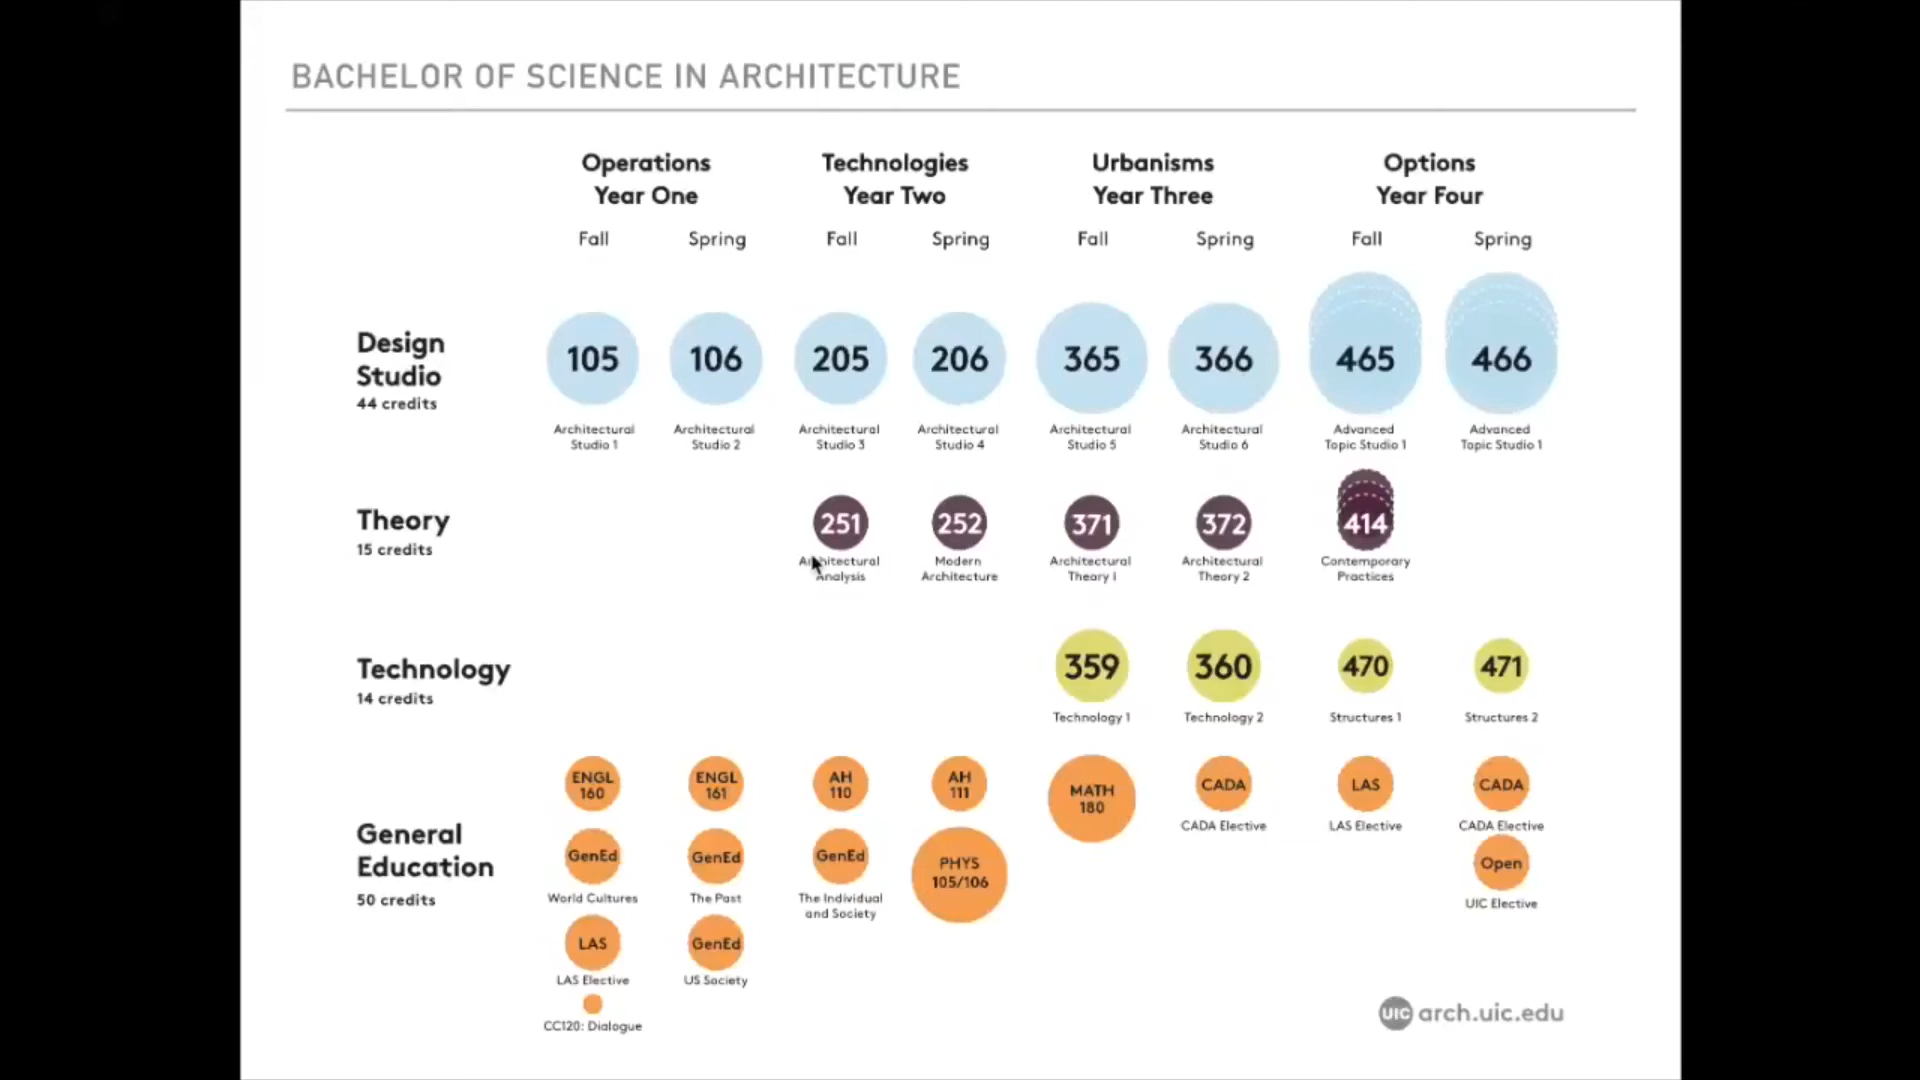 BACHELOR OF SCIENCE IN ARCHITECTURE
Operations
Year One
Technologies
Year Two
Urbanisms
Year Three
Options
Year Four
Fall
Spring
Fall
Spring
Fall
Spring
Fall
Spring
Design
Studio
44 credits
105
106
205
206
365
366
465
466
Architectural
Studio 1
Architectural
Studio 2
Architectural
Studio 3
Architectural
Studio 4
Architectural
Studio 5
Architectural
Studio 6
Advanced
Topic Studio 1
Advanced
Topic Studio 1
Theory
15 credits
251
252
371
372
414
Architectural
Analysis
Modern
Architecture
Architectural
Theory 1
Architectural
Theory 2
Contemporary
Practices
Technology
14 credits
359
360
470
471
Technology 1
Technology 2
Structures 1
Structures 2
General
Education
50 credits
ENGL
160
ENGL
161
AH
110
AH
111
MATH
180
CADA
CADA Elective
LAS
LAS Elective
CADA
CADA Elective
GenEd
World Cultures
GenEd
The Past
GenEd
The Individual
and Society
PHYS
105/106
Open
UIC Elective
LAS
LAS Elective
GenEd
US Society
CC120: Dialogue
UIC arch.uic.edu